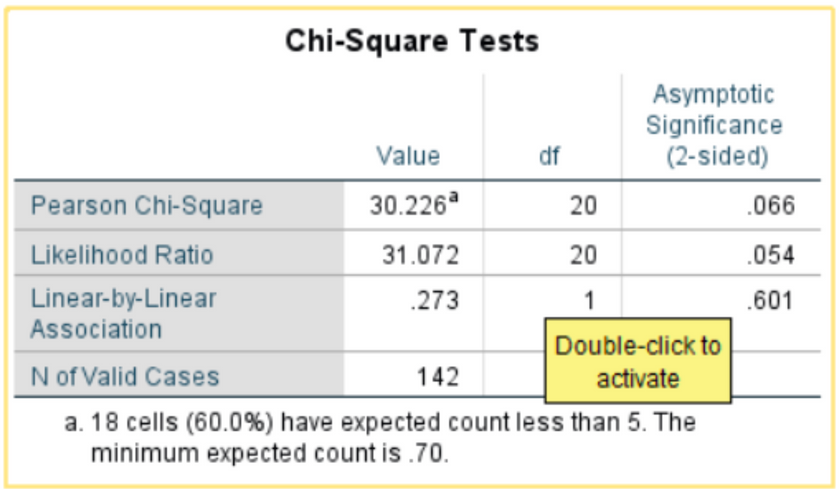 Chi-Square Tests
Value df Asymptotic Significance (2-sided)
Pearson Chi-Square 30.226a 20 .066
Likelihood Ratio 31.072 20 .054
Linear-by-Linear Association .273 1 .601
N of Valid Cases 142
Double-click to
activate
a. 18 cells (60.0%) have expected count less than 5. The
minimum expected count is .70.